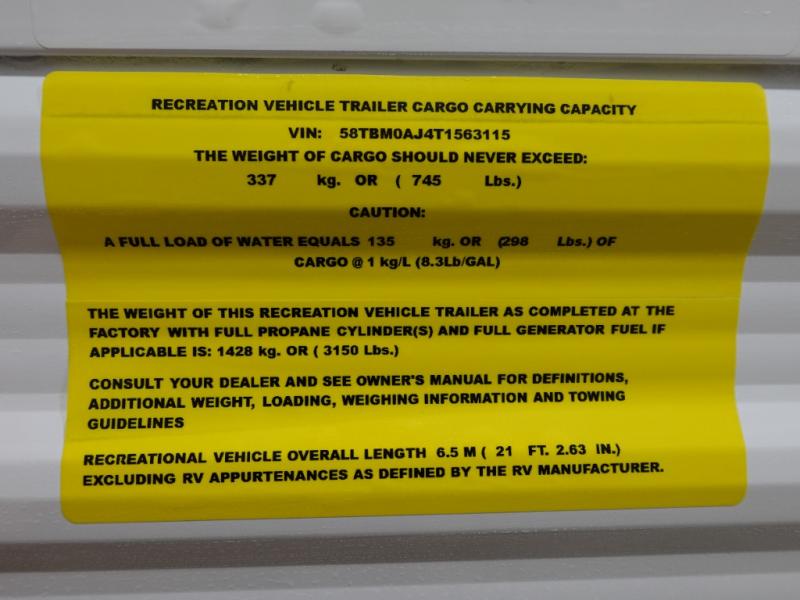 RECREATION VEHICLE TRAILER CARGO CARRYING CAPACITY
VIN: 58TBM0AJ4T1563115
THE WEIGHT OF CARGO SHOULD NEVER EXCEED:
337 kg. OR ( 745 Lbs.)
CAUTION:
A FULL LOAD OF WATER EQUALS 135 kg. OR (298 Lbs.) OF
CARGO @ 1 kg/L (8.3Lb/GAL)
THE WEIGHT OF THIS RECREATION VEHICLE TRAILER AS COMPLETED AT THE
FACTORY WITH FULL PROPANE CYLINDER(S) AND FULL GENERATOR FUEL IF
APPLICABLE IS: 1428 kg. OR ( 3150 Lbs.)
CONSULT YOUR DEALER AND SEE OWNER'S MANUAL FOR DEFINITIONS,
ADDITIONAL WEIGHT, LOADING, WEIGHING INFORMATION AND TOWING
GUIDELINES
RECREATIONAL VEHICLE OVERALL LENGTH 6.5 M ( 21 FT. 2.63 IN.)
EXCLUDING RV APPURTENANCES AS DEFINED BY THE RV MANUFACTURER.